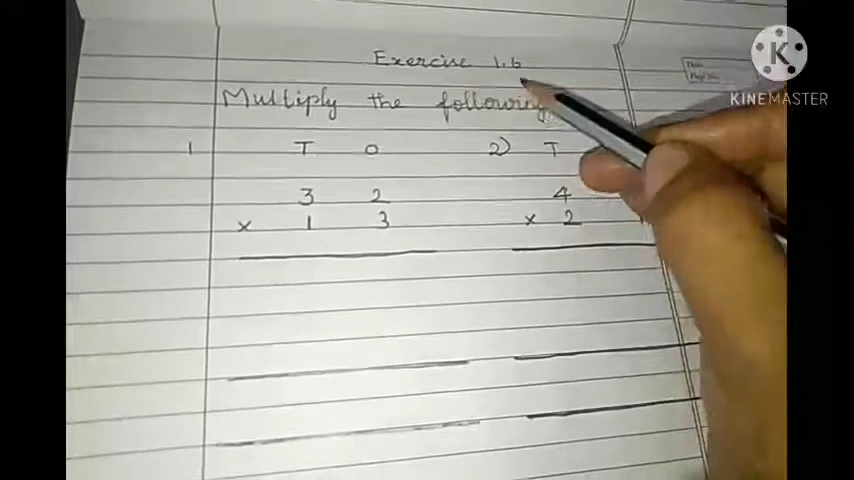 Exercise 1.6
Multiply the following
1 T O 2) T
3 2 4
x 1 3 x 2
K
KINEMASTER